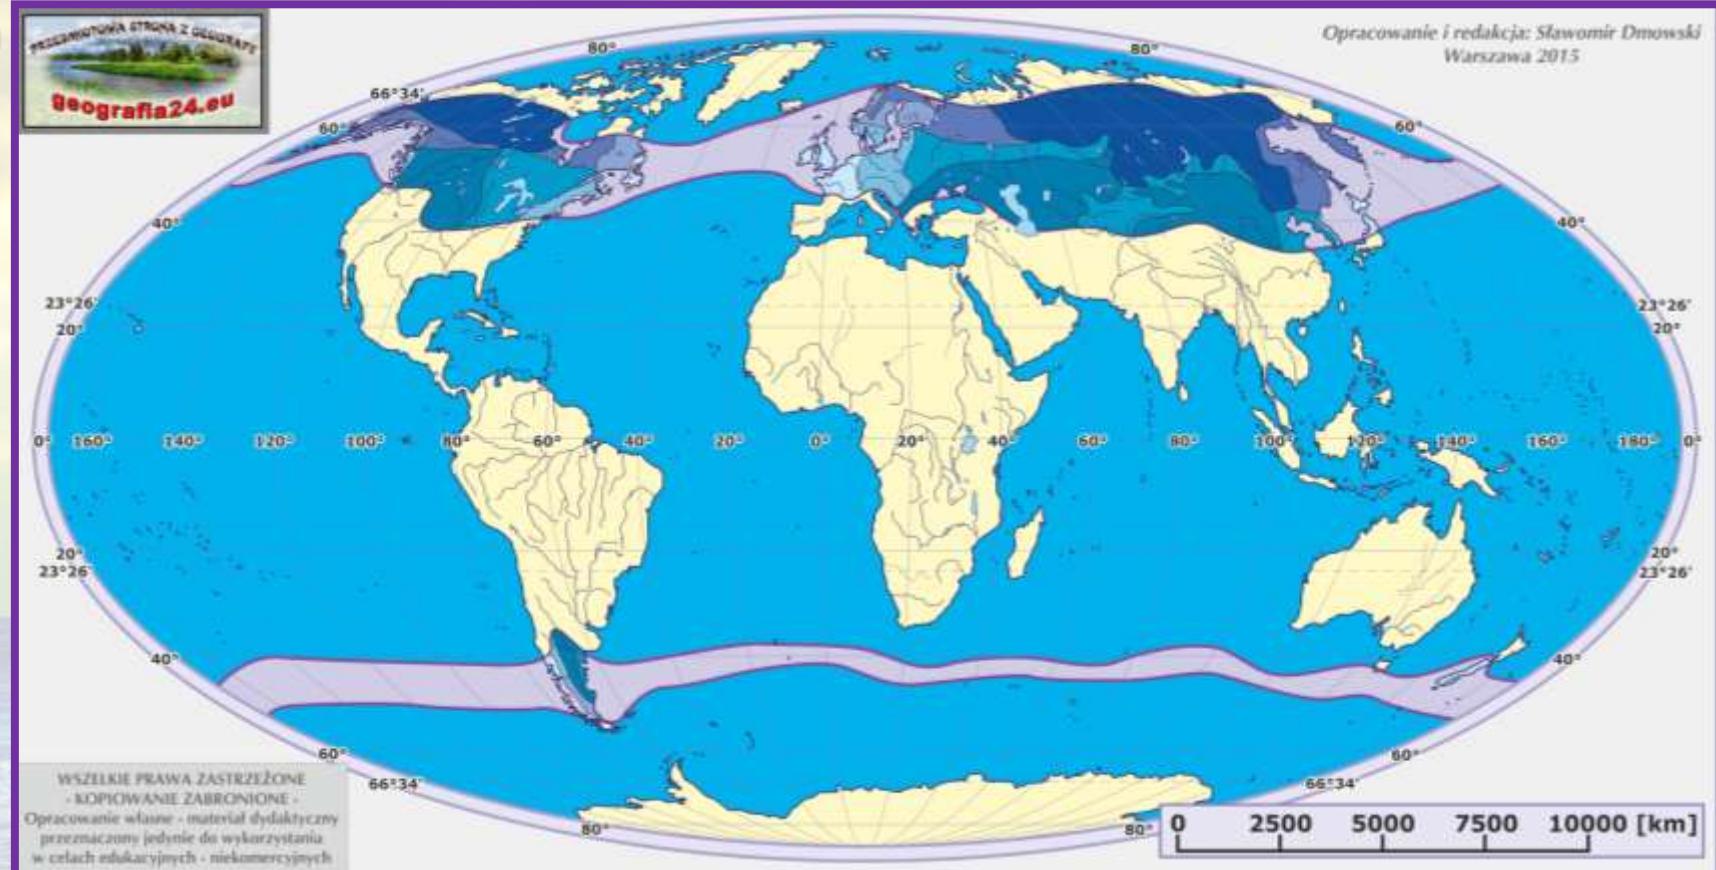 PRZEDMIOTOWA STRONA Z GEOGRAFII
geografia24.eu
Opracowanie i redakcja: Sławomir Dmowski
Warszawa 2015
80° 80°
66°34'
60° 60°
40° 40°
23°26' 23°26'
20° 20°
0° 160° 140° 120° 100° 80° 60° 40° 20° 0° 20° 40° 60° 80° 100° 120° 140° 160° 180° 0°
20° 20°
23°26' 23°26'
40° 40°
60° 60°
66°34' 66°34'
80° 80°
WSZELKIE PRAWA ZASTRZEŻONE
- KOPIOWANIE ZABRONIONE -
Opracowanie własne - materiał dydaktyczny
przeznaczony jedynie do wykorzystania
w celach edukacyjnych - niekomercyjnych
0 2500 5000 7500 10000 [km]